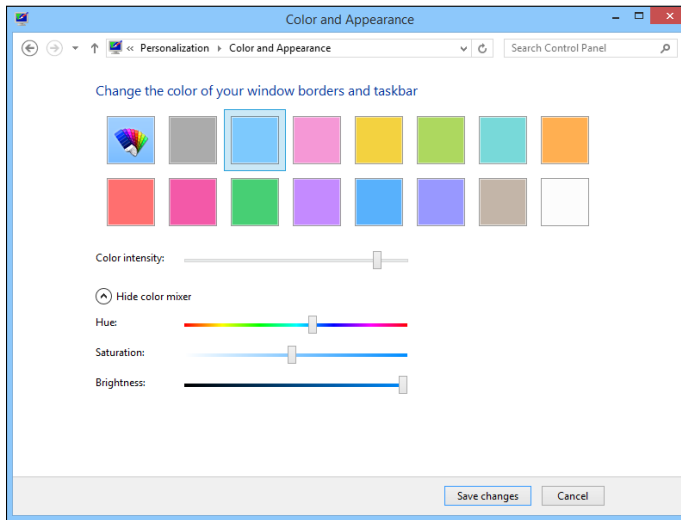 Color and Appearance
« Personalization ▸ Color and Appearance
Search Control Panel
Change the color of your window borders and taskbar
Color intensity:
Hide color mixer
Hue:
Saturation:
Brightness:
Save changes
Cancel